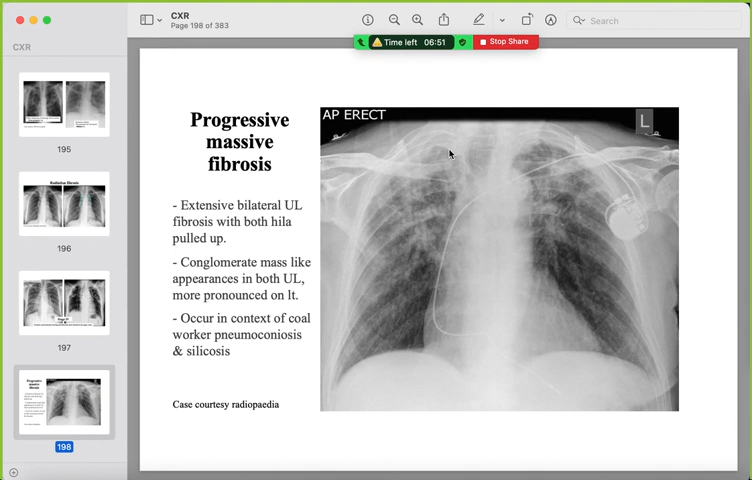 CXR
Page 198 of 383
Search
Time left 06:51
Stop Share
CXR
195
Radiation fibrosis
196
197
198
Progressive
massive
fibrosis
- Extensive bilateral UL
fibrosis with both hila
pulled up.
- Conglomerate mass like
appearances in both UL,
more pronounced on lt.
- Occur in context of coal
worker pneumoconiosis
& silicosis
Case courtesy radiopaedia
AP ERECT
L